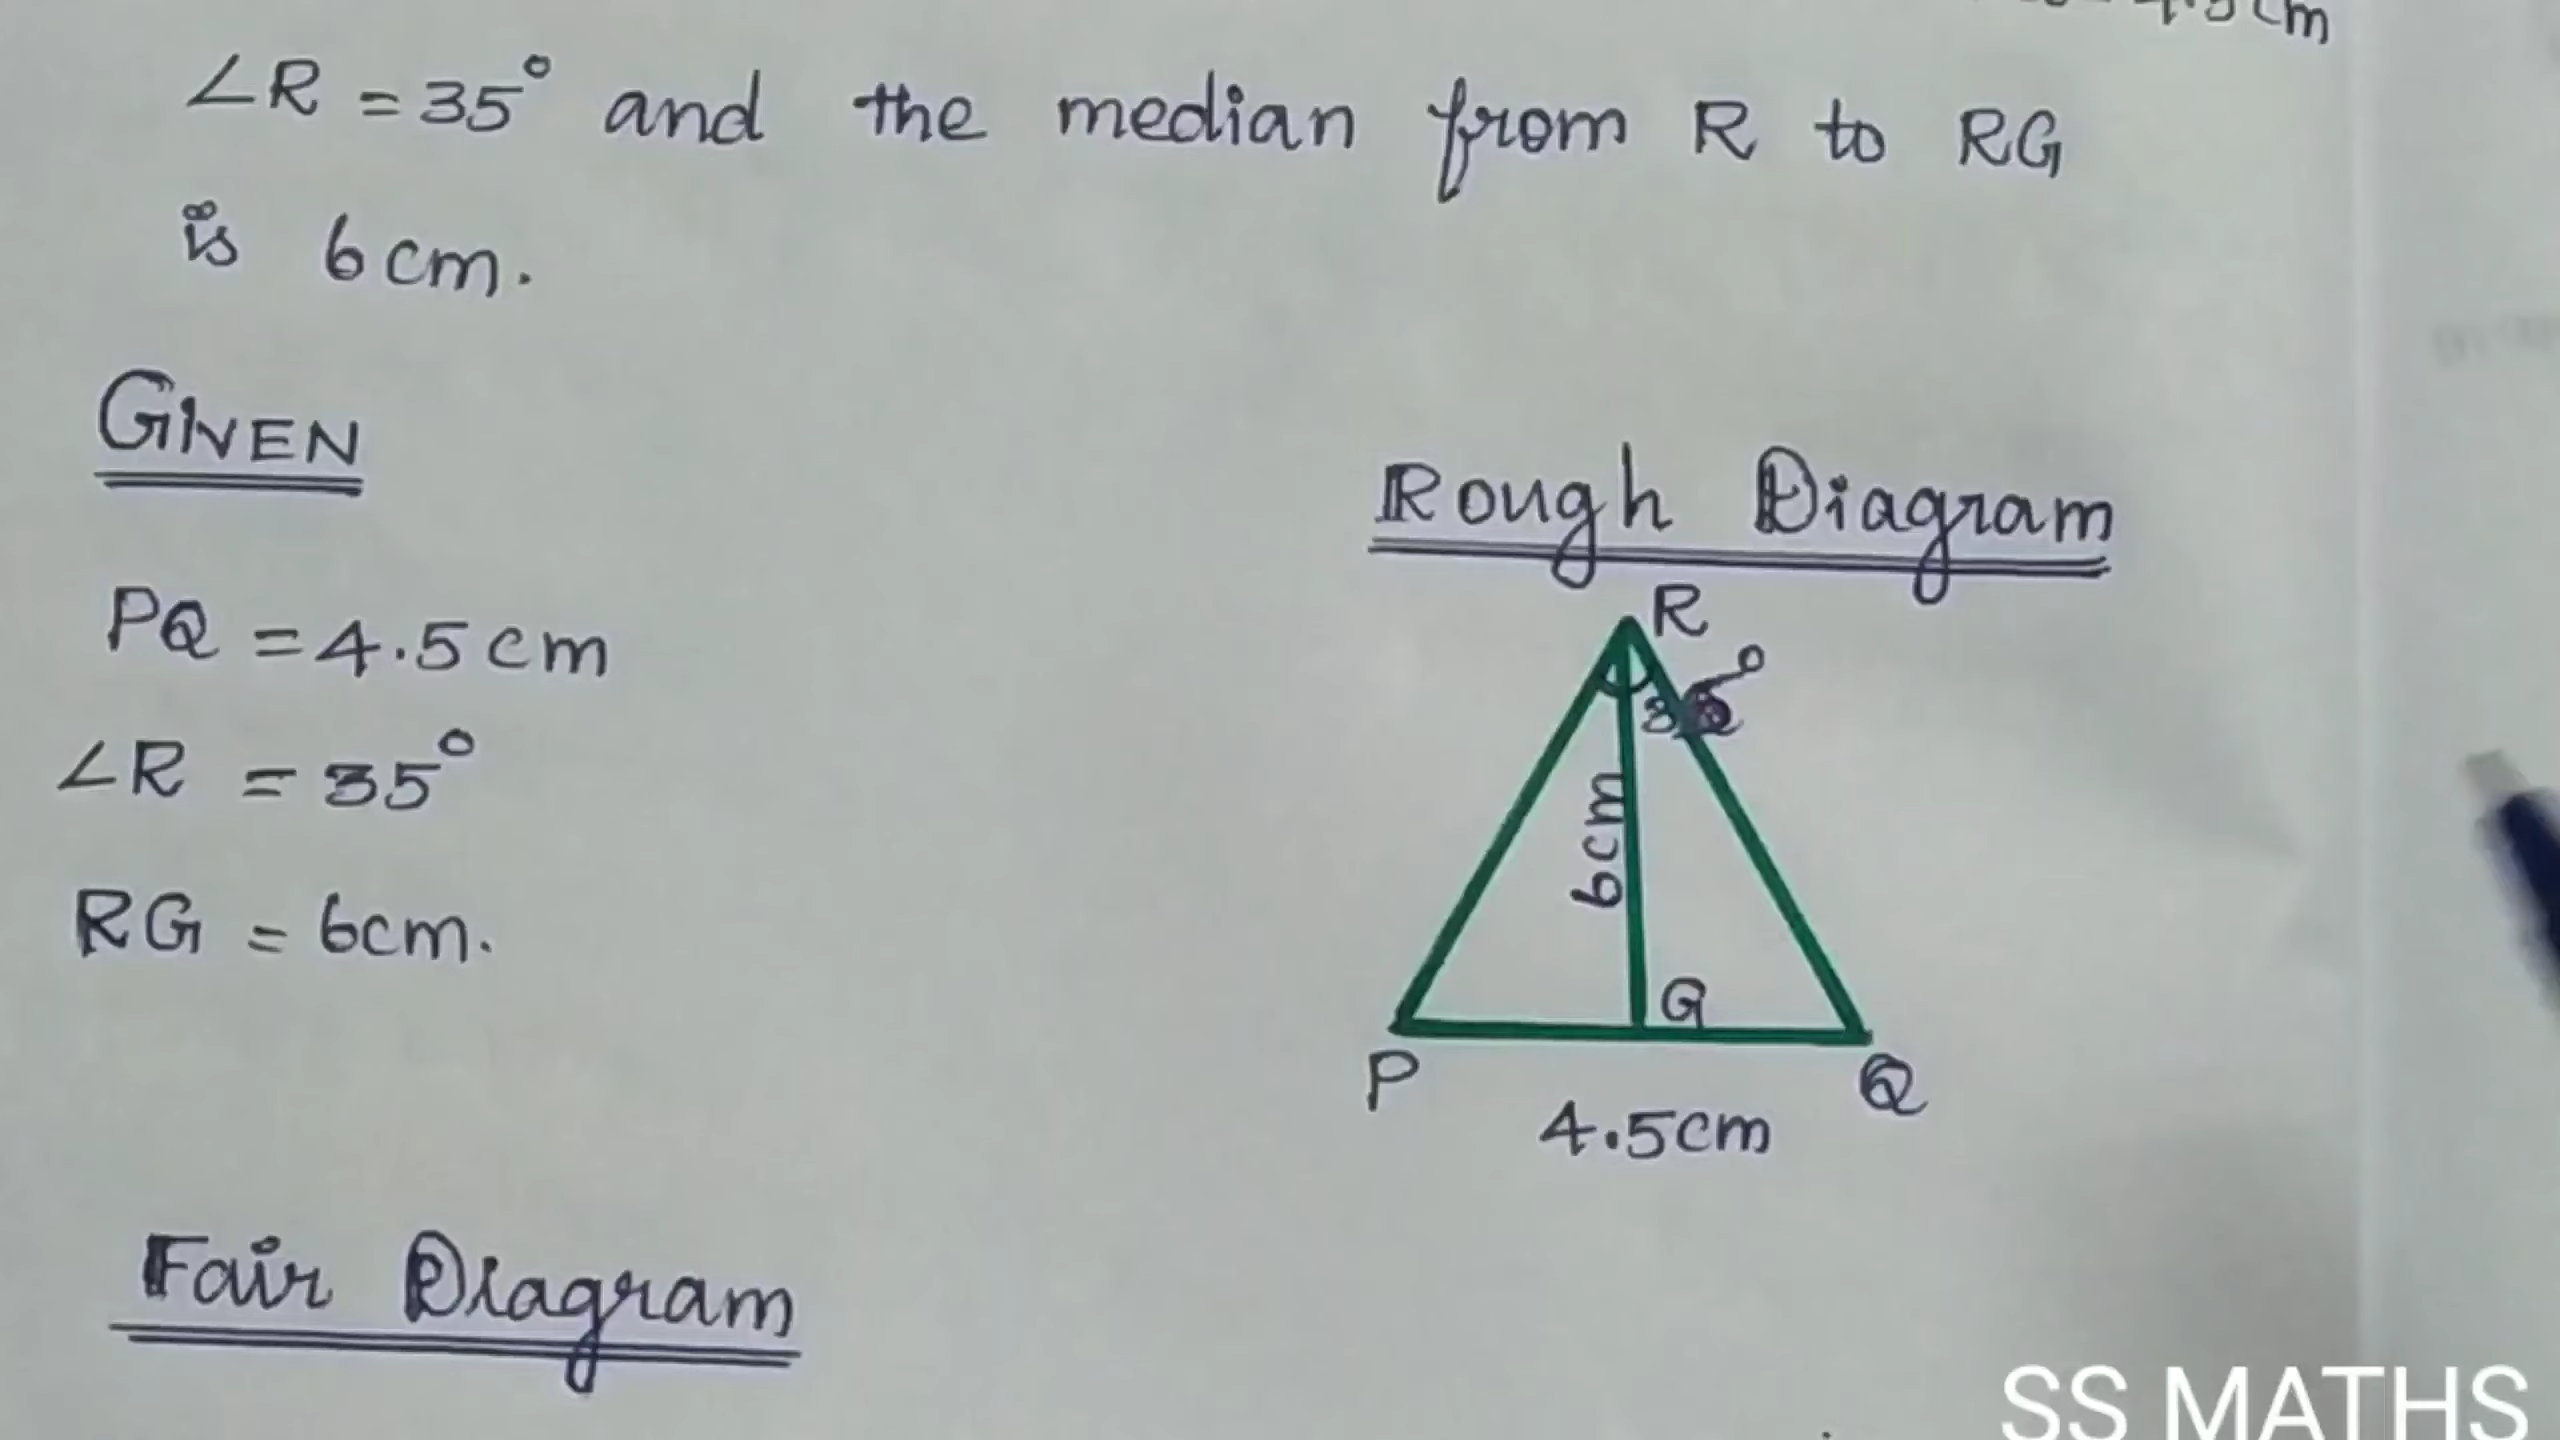 cm
∠R = 35° and the median from R to RG
is 6 cm.
GIVEN
Rough Diagram
PQ = 4.5 cm
∠R = 35°
RG = 6cm.
R
6cm
G
P
Q
4.5cm
Fair Diagram
SS MATHS